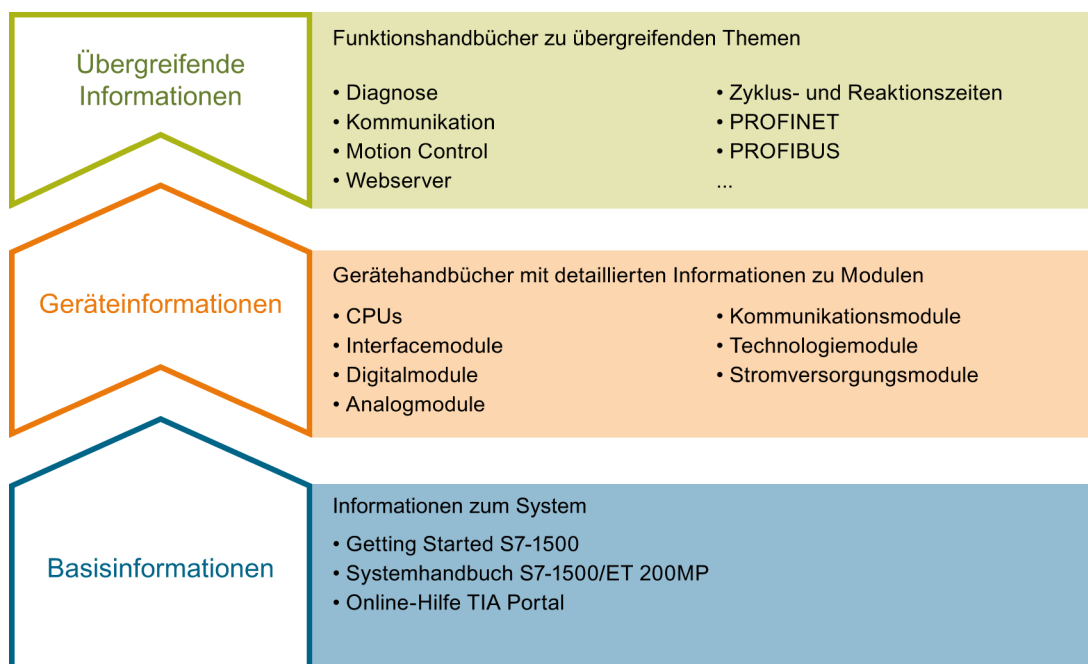 Übergreifende
Informationen
Funktionshandbücher zu übergreifenden Themen
• Diagnose
• Kommunikation
• Motion Control
• Webserver
• Zyklus- und Reaktionszeiten
• PROFINET
• PROFIBUS
...
Geräteinformationen
Gerätehandbücher mit detaillierten Informationen zu Modulen
• CPUs
• Interfacemodule
• Digitalmodule
• Analogmodule
• Kommunikationsmodule
• Technologiemodule
• Stromversorgungsmodule
Basisinformationen
Informationen zum System
• Getting Started S7-1500
• Systemhandbuch S7-1500/ET 200MP
• Online-Hilfe TIA Portal